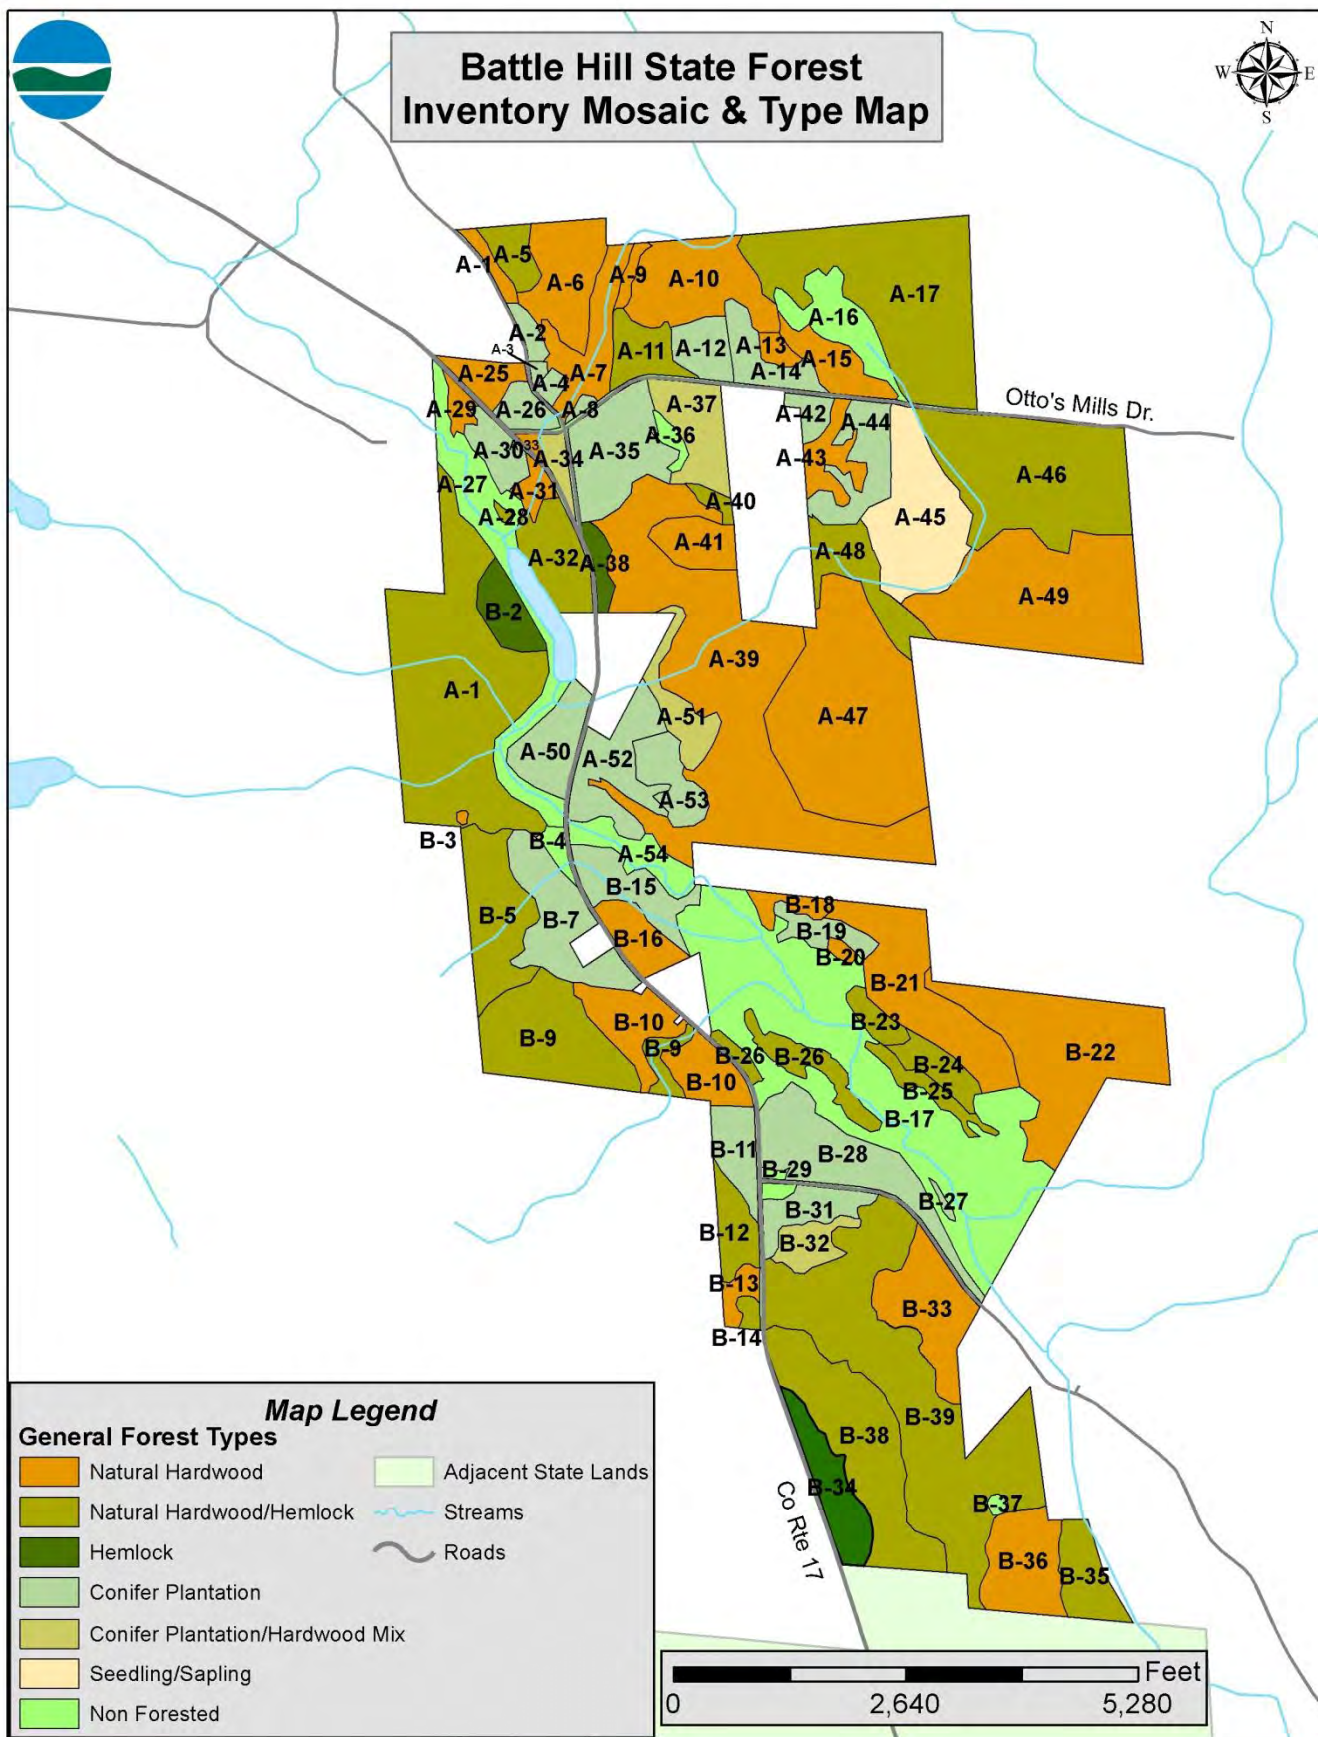 Battle Hill State Forest
Inventory Mosaic & Type Map
N
W E
S
A-5
A-1
A-6
A-9
A-10
A-17
A-16
A-2
A-3
A-11
A-12
A-13
A-15
A-14
A-25
A-4
A-7
Otto's Mills Dr.
A-29
A-26
A-8
A-37
A-42
A-44
A-36
A-30
A-33
A-34
A-35
A-43
A-46
A-27
A-31
A-40
A-28
A-45
A-41
A-32
A-38
A-48
B-2
A-49
A-1
A-39
A-51
A-47
A-50
A-52
A-53
B-3
B-4
A-54
B-15
B-5
B-7
B-18
B-19
B-16
B-20
B-21
B-10
B-23
B-9
B-9
B-26
B-26
B-22
B-24
B-10
B-25
B-17
B-11
B-28
B-29
B-27
B-31
B-12
B-32
B-13
B-33
B-14
B-39
B-38
B-34
B-37
Co Rte 17
B-36
B-35
Map Legend
General Forest Types
Natural Hardwood
Natural Hardwood/Hemlock
Hemlock
Conifer Plantation
Conifer Plantation/Hardwood Mix
Seedling/Sapling
Non Forested
Adjacent State Lands
Streams
Roads
Feet
0 2,640 5,280